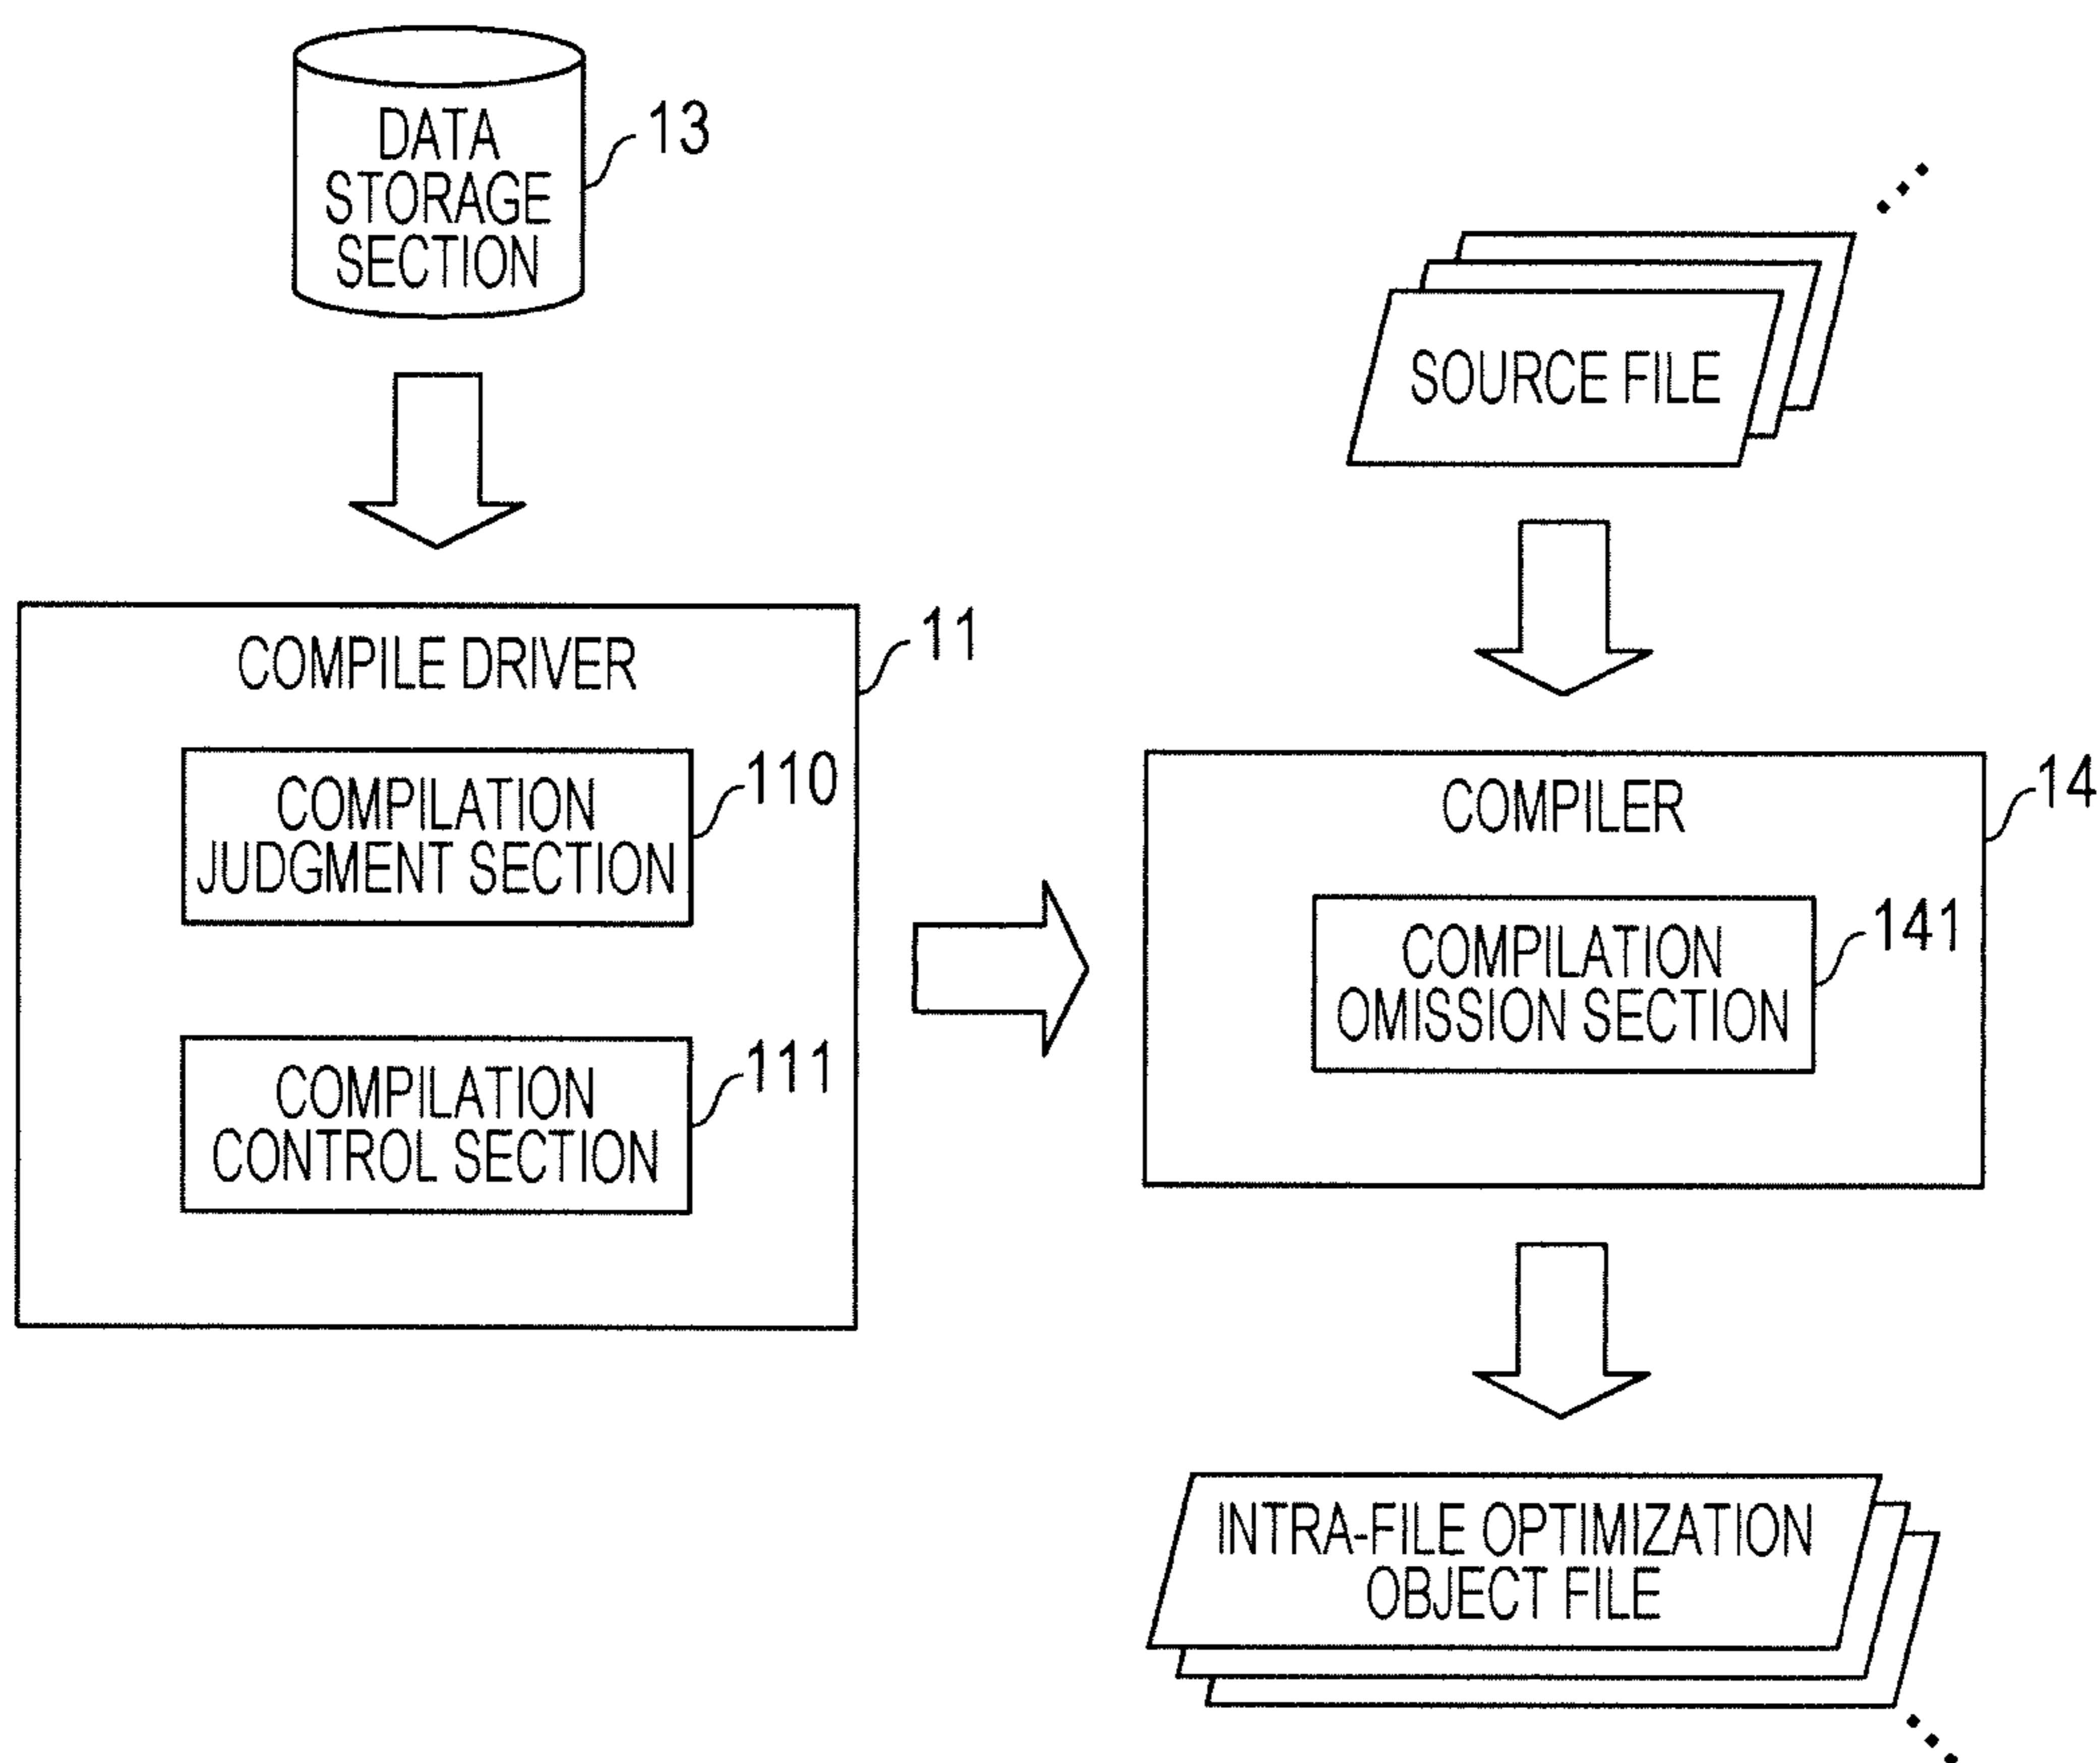 DATA
STORAGE
SECTION
13
SOURCE FILE
COMPILE DRIVER
11
COMPILATION
JUDGMENT SECTION
110
COMPILATION
CONTROL SECTION
111
COMPILER
14
COMPILATION
OMISSION SECTION
141
INTRA-FILE OPTIMIZATION
OBJECT FILE